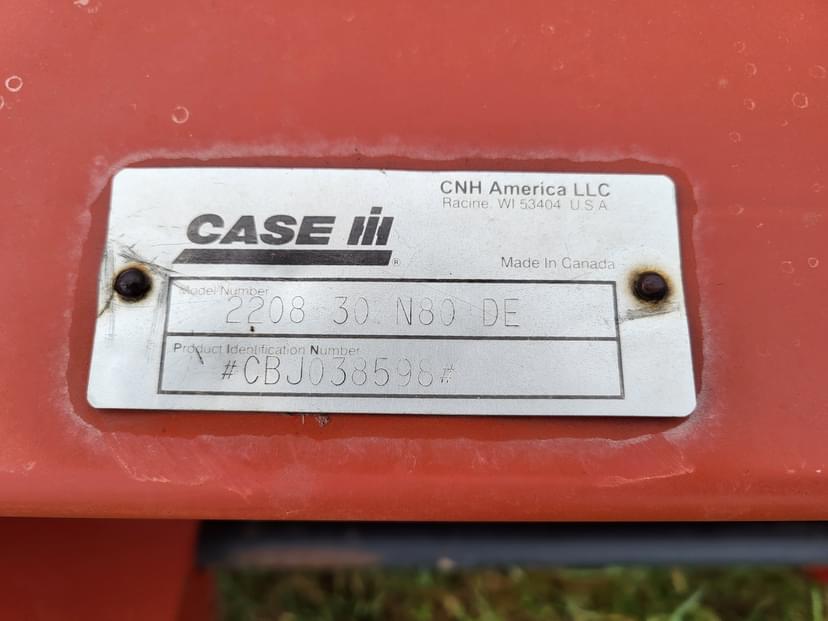 CNH America LLC
Racine, WI 53404 U.S.A.
CASE IH
®
Made In Canada
Model Number
2208 30 N80 DE
Product Identification Number
#CBJ038598#